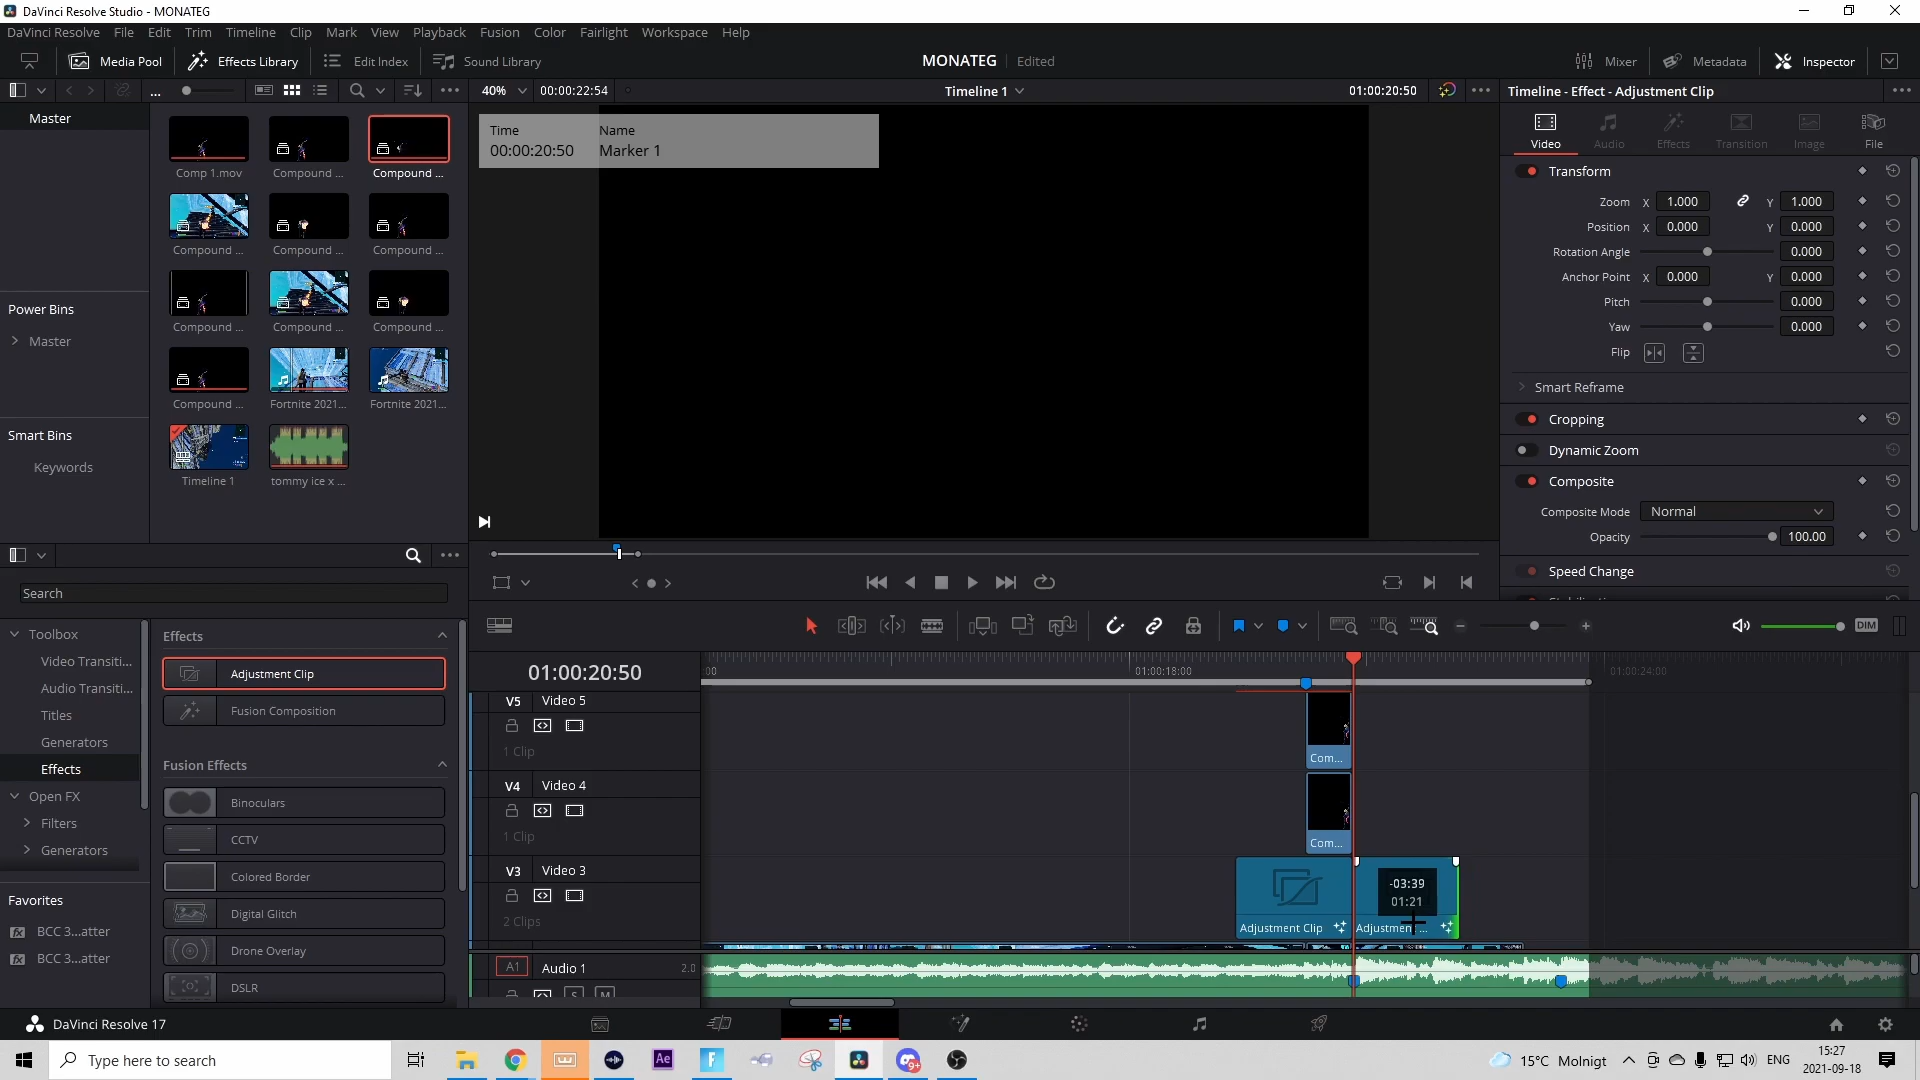 DaVinci Resolve Studio - MONATEG
DaVinci Resolve File Edit Trim Timeline Clip Mark View Playback Fusion Color Fairlight Workspace Help
Media Pool Effects Library Edit Index Sound Library MONATEG Edited Mixer Metadata Inspector
... 40% 00:00:22:54 Timeline 1 01:00:20:50 Timeline - Effect - Adjustment Clip
Master
Time Name
00:00:20:50 Marker 1
Video Audio Effects Transition Image File
Comp 1.mov Compound ... Compound ...
Transform
Zoom X 1.000 Y 1.000
Position X 0.000 Y 0.000
Compound ... Compound ... Compound ...
Rotation Angle 0.000
Anchor Point X 0.000 Y 0.000
Power Bins
Pitch 0.000
Compound ... Compound ... Compound ...
Yaw 0.000
Master
Flip
Smart Reframe
Compound ... Fortnite 2021... Fortnite 2021...
Cropping
Smart Bins
Dynamic Zoom
Keywords
Timeline 1 tommy ice x ...
Composite
Composite Mode Normal
Opacity 100.00
Speed Change
Search
Toolbox
Video Transiti...
Audio Transiti...
Titles
Generators
Effects
Open FX
Filters
Generators
Favorites
BCC 3...atter
BCC 3...atter
Effects
Adjustment Clip
Fusion Composition
Fusion Effects
Binoculars
CCTV
Colored Border
Digital Glitch
Drone Overlay
DSLR
DIM
01:00:20:50 :00 01:00:18:00 01:00:24:00
V5 Video 5
1 Clip
Com...
V4 Video 4
1 Clip
Com...
V3 Video 3
2 Clips
-03:39
01:21
Adjustment Clip Adjustment ...
A1 Audio 1 2.0
S M
DaVinci Resolve 17
Type here to search
Ae
F
15°C Molnigt
ENG
15:27
2021-09-18